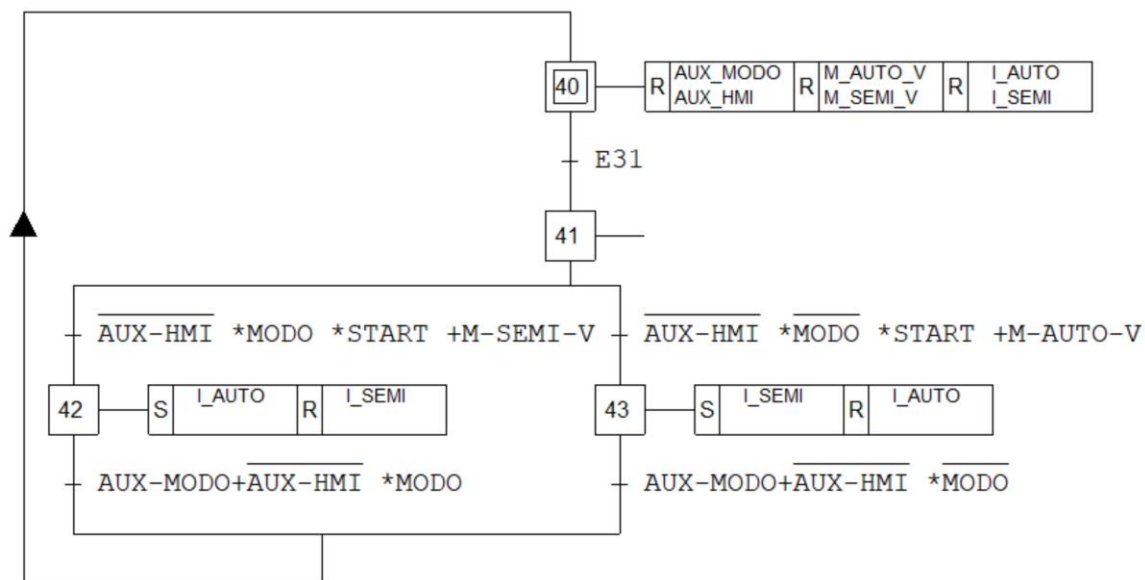 40 R AUX_MODO R M_AUTO_V R I_AUTO
AUX_HMI M_SEMI_V I_SEMI
E31
41
AUX-HMI *MODO *START +M-SEMI-V
AUX-HMI *MODO *START +M-AUTO-V
42 S I_AUTO R I_SEMI
43 S I_SEMI R I_AUTO
AUX-MODO+AUX-HMI *MODO
AUX-MODO+AUX-HMI *MODO